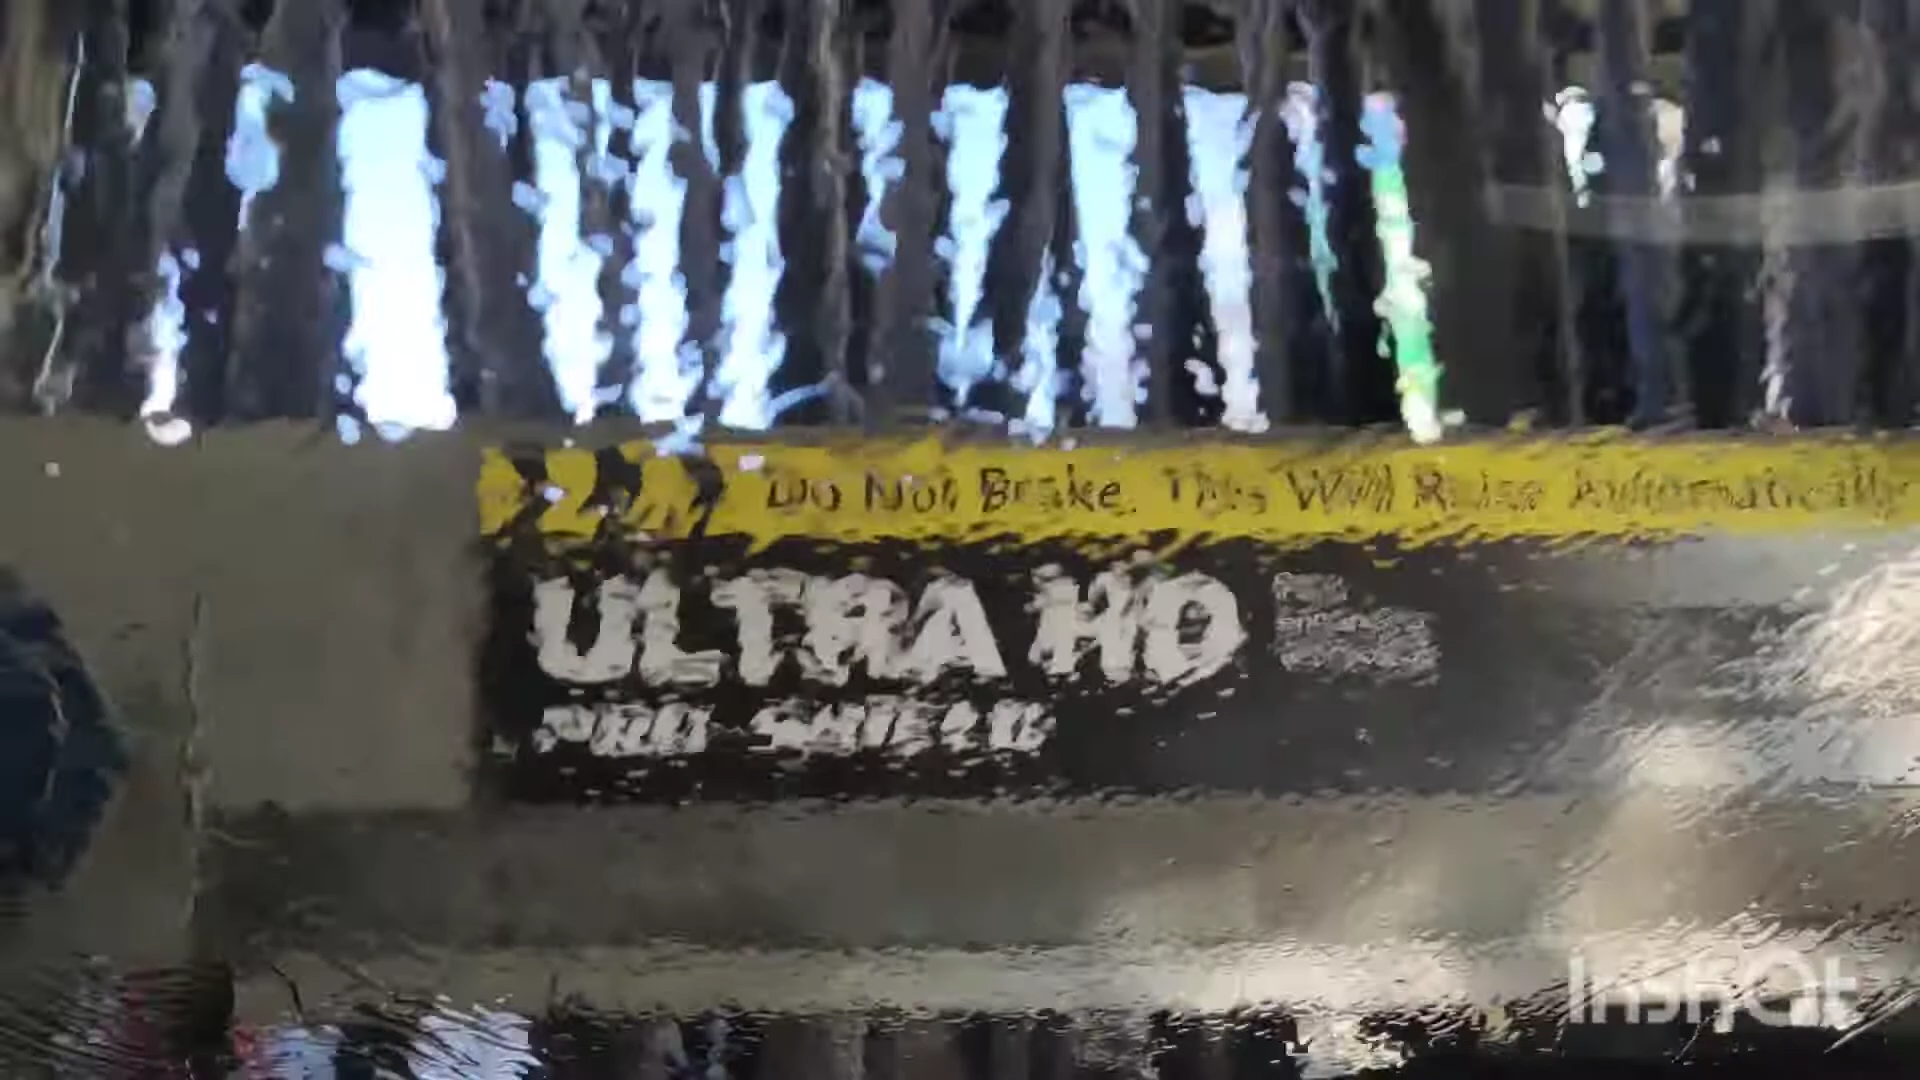 Do Not Brake. This Will Raise Automatically
ULTRA HD
PRO SHIELD
InShOt